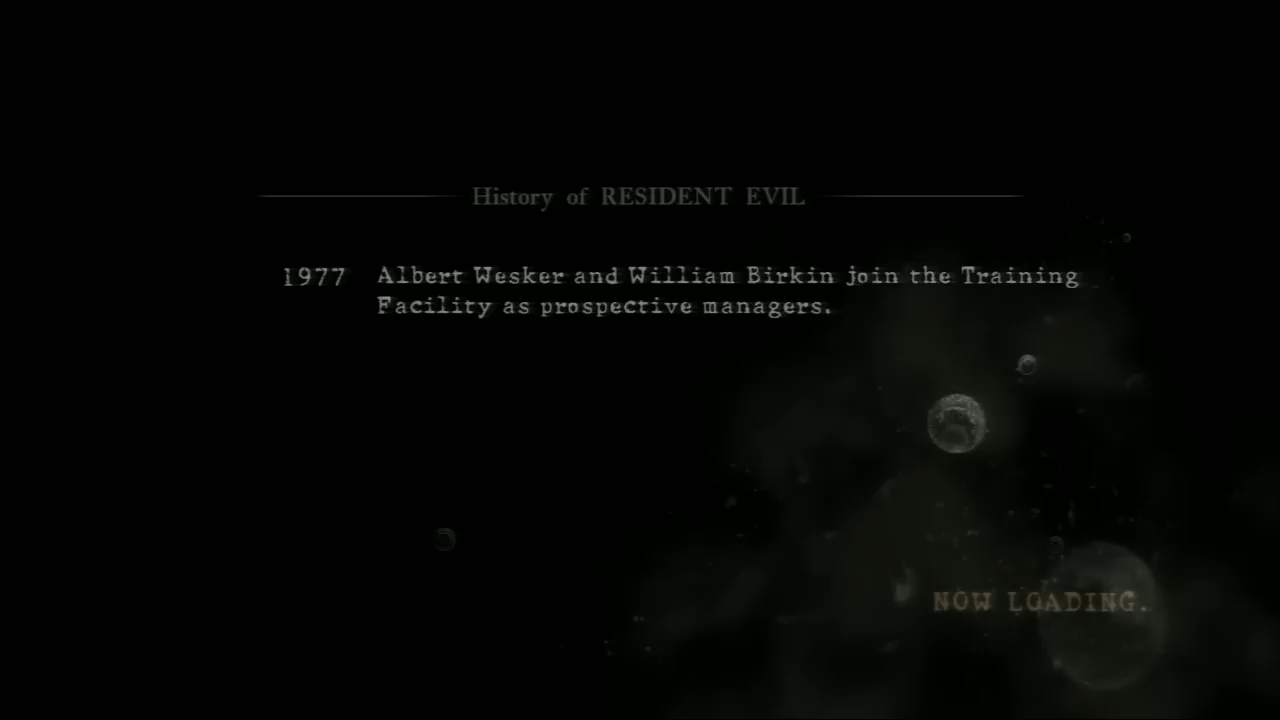 History of RESIDENT EVIL
1977 Albert Wesker and William Birkin join the Training
Facility as prospective managers.
NOW LOADING.